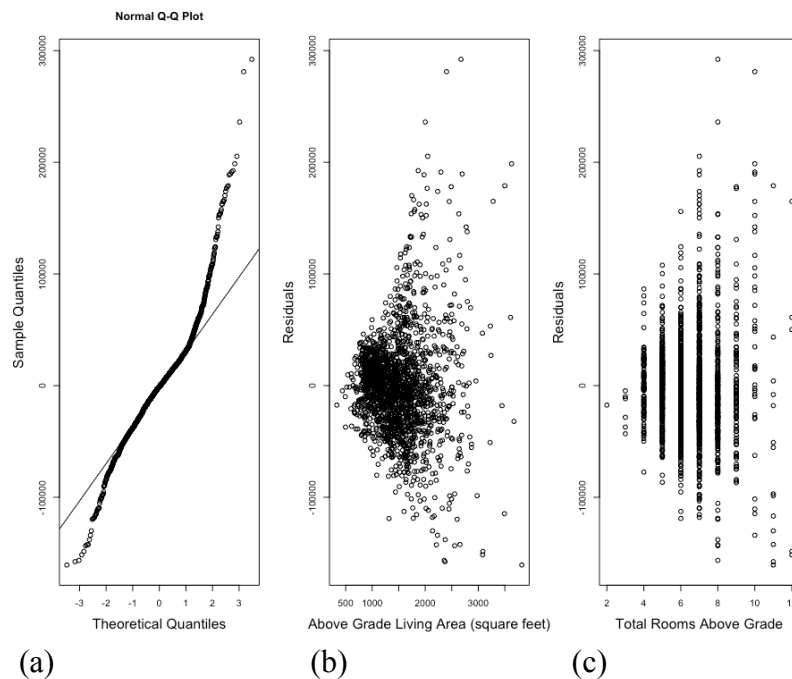 Normal Q-Q Plot
Sample Quantiles
-100000 0 100000 200000 300000
-3 -2 -1 0 1 2 3
Theoretical Quantiles
(a)
Residuals
-100000 0 100000 200000 300000
500 1000 2000 3000
Above Grade Living Area (square feet)
(b)
Residuals
-100000 0 100000 200000 300000
2 4 6 8 10
Total Rooms Above Grade
(c)